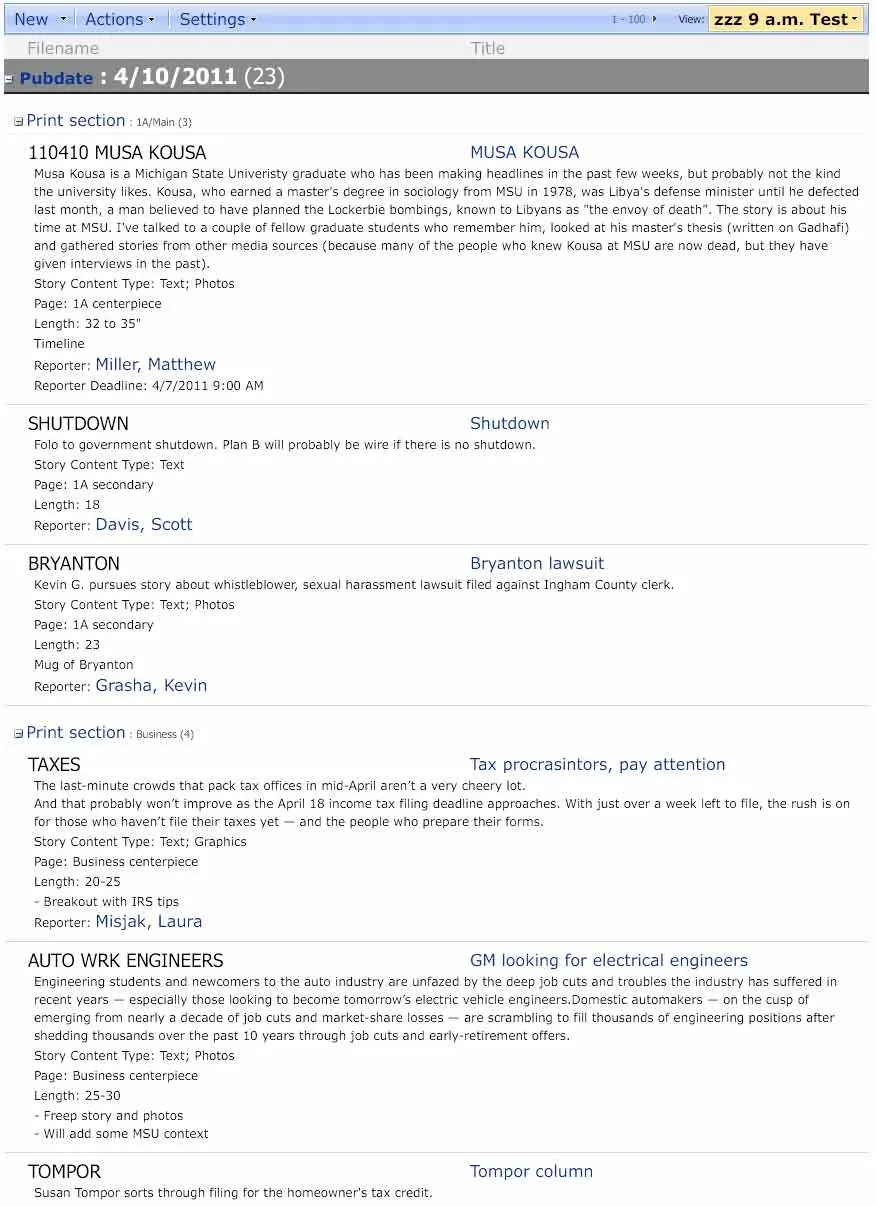 New Actions Settings 1 - 100 View: zzz 9 a.m. Test
Filename Title
Pubdate : 4/10/2011 (23)
Print section : 1A/Main (3)
110410 MUSA KOUSA MUSA KOUSA
Musa Kousa is a Michigan State Univeristy graduate who has been making headlines in the past few weeks, but probably not the kind
the university likes. Kousa, who earned a master's degree in sociology from MSU in 1978, was Libya's defense minister until he defected
last month, a man believed to have planned the Lockerbie bombings, known to Libyans as "the envoy of death". The story is about his
time at MSU. I've talked to a couple of fellow graduate students who remember him, looked at his master's thesis (written on Gadhafi)
and gathered stories from other media sources (because many of the people who knew Kousa at MSU are now dead, but they have
given interviews in the past).
Story Content Type: Text; Photos
Page: 1A centerpiece
Length: 32 to 35"
Timeline
Reporter: Miller, Matthew
Reporter Deadline: 4/7/2011 9:00 AM
SHUTDOWN Shutdown
Folo to government shutdown. Plan B will probably be wire if there is no shutdown.
Story Content Type: Text
Page: 1A secondary
Length: 18
Reporter: Davis, Scott
BRYANTON Bryanton lawsuit
Kevin G. pursues story about whistleblower, sexual harassment lawsuit filed against Ingham County clerk.
Story Content Type: Text; Photos
Page: 1A secondary
Length: 23
Mug of Bryanton
Reporter: Grasha, Kevin
Print section : Business (4)
TAXES Tax procrasintors, pay attention
The last-minute crowds that pack tax offices in mid-April aren't a very cheery lot.
And that probably won't improve as the April 18 income tax filing deadline approaches. With just over a week left to file, the rush is on
for those who haven't file their taxes yet — and the people who prepare their forms.
Story Content Type: Text; Graphics
Page: Business centerpiece
Length: 20-25
- Breakout with IRS tips
Reporter: Misjak, Laura
AUTO WRK ENGINEERS GM looking for electrical engineers
Engineering students and newcomers to the auto industry are unfazed by the deep job cuts and troubles the industry has suffered in
recent years — especially those looking to become tomorrow's electric vehicle engineers.Domestic automakers — on the cusp of
emerging from nearly a decade of job cuts and market-share losses — are scrambling to fill thousands of engineering positions after
shedding thousands over the past 10 years through job cuts and early-retirement offers.
Story Content Type: Text; Photos
Page: Business centerpiece
Length: 25-30
- Freep story and photos
- Will add some MSU context
TOMPOR Tompor column
Susan Tompor sorts through filing for the homeowner's tax credit.